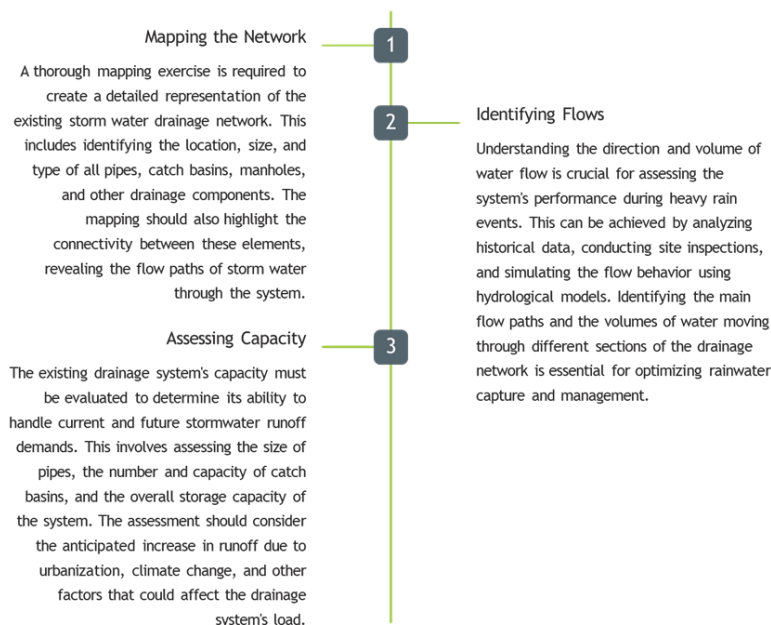 1
Mapping the Network
A thorough mapping exercise is required to
create a detailed representation of the
existing storm water drainage network. This
includes identifying the location, size, and
type of all pipes, catch basins, manholes,
and other drainage components. The
mapping should also highlight the
connectivity between these elements,
revealing the flow paths of storm water
through the system.
2
Identifying Flows
Understanding the direction and volume of
water flow is crucial for assessing the
system's performance during heavy rain
events. This can be achieved by analyzing
historical data, conducting site inspections,
and simulating the flow behavior using
hydrological models. Identifying the main
flow paths and the volumes of water moving
through different sections of the drainage
network is essential for optimizing rainwater
capture and management.
3
Assessing Capacity
The existing drainage system's capacity must
be evaluated to determine its ability to
handle current and future stormwater runoff
demands. This involves assessing the size of
pipes, the number and capacity of catch
basins, and the overall storage capacity of
the system. The assessment should consider
the anticipated increase in runoff due to
urbanization, climate change, and other
factors that could affect the drainage
system's load.